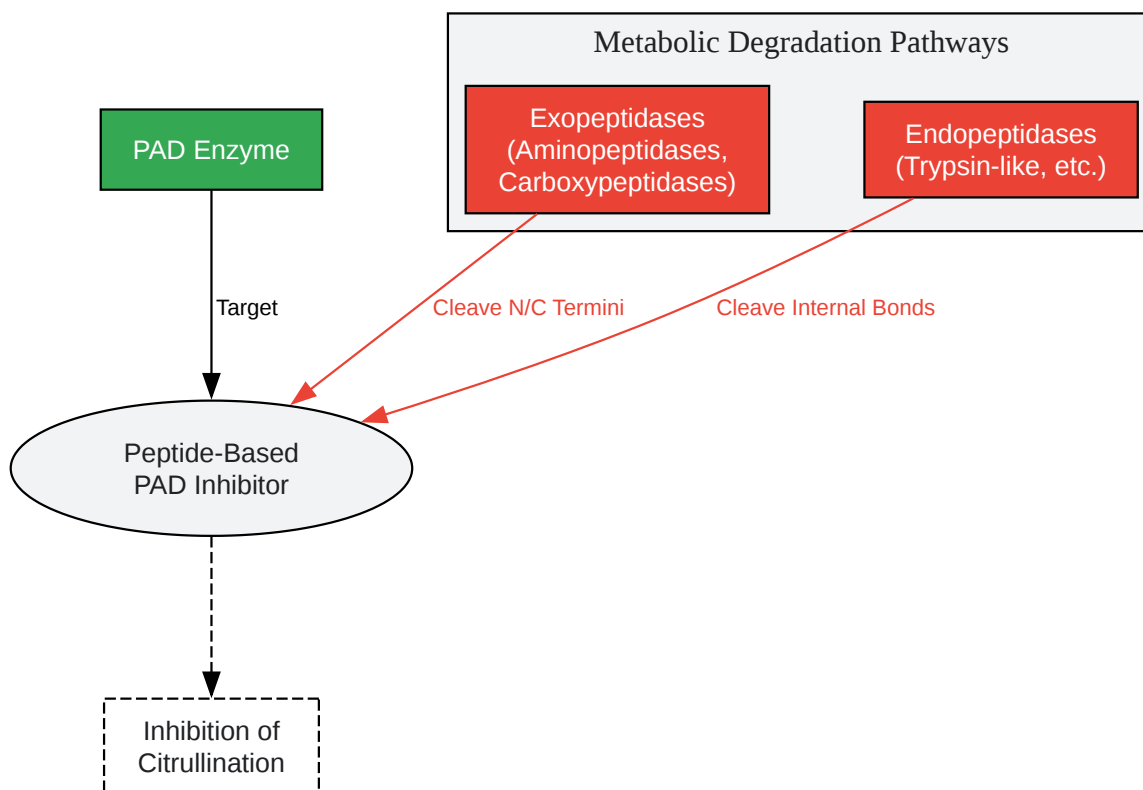 Metabolic Degradation Pathways
PAD Enzyme
Exopeptidases
(Aminopeptidases,
Carboxypeptidases)
Endopeptidases
(Trypsin-like, etc.)
Target
Cleave N/C Termini
Cleave Internal Bonds
Peptide-Based
PAD Inhibitor
Inhibition of
Citrullination